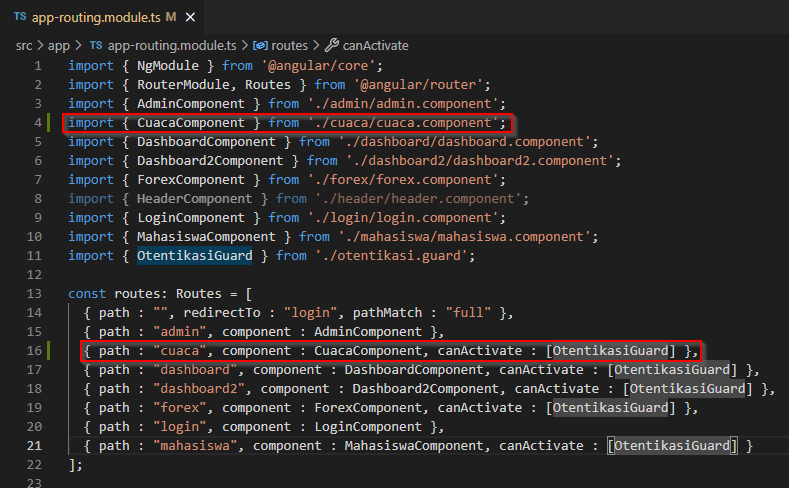 TS app-routing.module.ts M ×
src > app > TS app-routing.module.ts > routes > canActivate
1 import { NgModule } from '@angular/core';
2 import { RouterModule, Routes } from '@angular/router';
3 import { AdminComponent } from './admin/admin.component';
4 import { CuacaComponent } from './cuaca/cuaca.component';
5 import { DashboardComponent } from './dashboard/dashboard.component';
6 import { Dashboard2Component } from './dashboard2/dashboard2.component';
7 import { ForexComponent } from './forex/forex.component';
8 import { HeaderComponent } from './header/header.component';
9 import { LoginComponent } from './login/login.component';
10 import { MahasiswaComponent } from './mahasiswa/mahasiswa.component';
11 import { OtentikasiGuard } from './otentikasi.guard';
12
13 const routes: Routes = [
14 { path : "", redirectTo : "login", pathMatch : "full" },
15 { path : "admin", component : AdminComponent },
16 { path : "cuaca", component : CuacaComponent, canActivate : [OtentikasiGuard] },
17 { path : "dashboard", component : DashboardComponent, canActivate : [OtentikasiGuard] },
18 { path : "dashboard2", component : Dashboard2Component, canActivate : [OtentikasiGuard] },
19 { path : "forex", component : ForexComponent, canActivate : [OtentikasiGuard] },
20 { path : "login", component : LoginComponent },
21 { path : "mahasiswa", component : MahasiswaComponent, canActivate : [OtentikasiGuard] }
22 ];